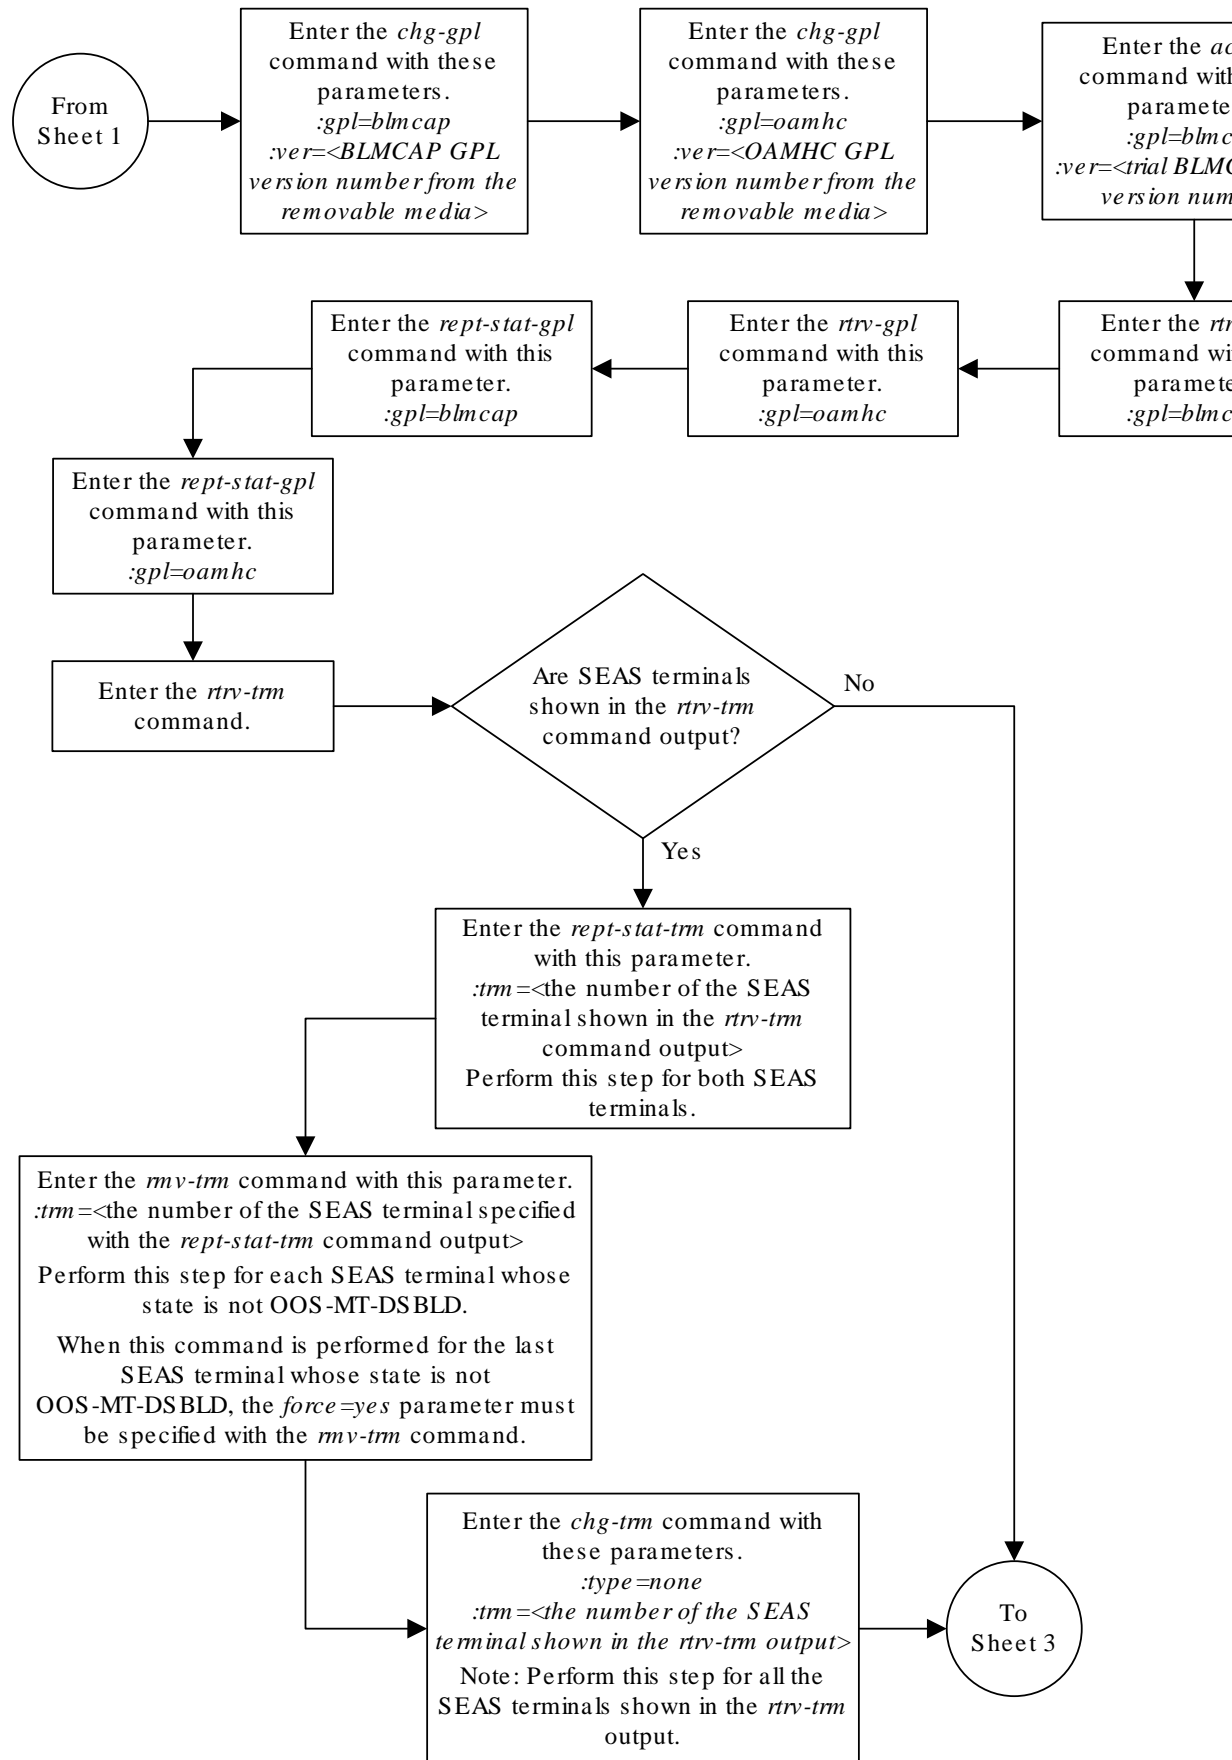 From
Sheet 1
Enter the chg-gpl
command with these
parameters.
:gpl=blmcap
:ver=<BLMCAP GPL
version number from the
removable media>
Enter the chg-gpl
command with these
parameters.
:gpl=oamhc
:ver=<OAMHC GPL
version number from the
removable media>
Enter the
command
:ver=<trial
version
Enter the
command
Enter the rtrv-gpl
command with this
parameter.
:gpl=oamhc
Enter the rept-stat-gpl
command with this
parameter.
:gpl=blmcap
Enter the rept-stat-gpl
command with this
parameter.
:gpl=oamhc
Enter the rtrv-trm
command.
Are SEAS terminals
shown in the rtrv-trm
command output?
No
Yes
Enter the rept-stat-trm command
with this parameter.
:trm=<the number of the SEAS
terminal shown in the rtrv-trm
command output>
Perform this step for both SEAS
terminals.
Enter the rmv-trm command with this parameter.
:trm=<the number of the SEAS terminal specified
with the rept-stat-trm command output>
Perform this step for each SEAS terminal whose
state is not OOS-MT-DSBLD.
When this command is performed for the last
SEAS terminal whose state is not
OOS-MT-DSBLD, the force=yes parameter must
be specified with the rmv-trm command.
Enter the chg-trm command with
these parameters.
:type=none
:trm=<the number of the SEAS
terminal shown in the rtrv-trm output>
Note: Perform this step for all the
SEAS terminals shown in the rtrv-trm
output.
To
Sheet 3